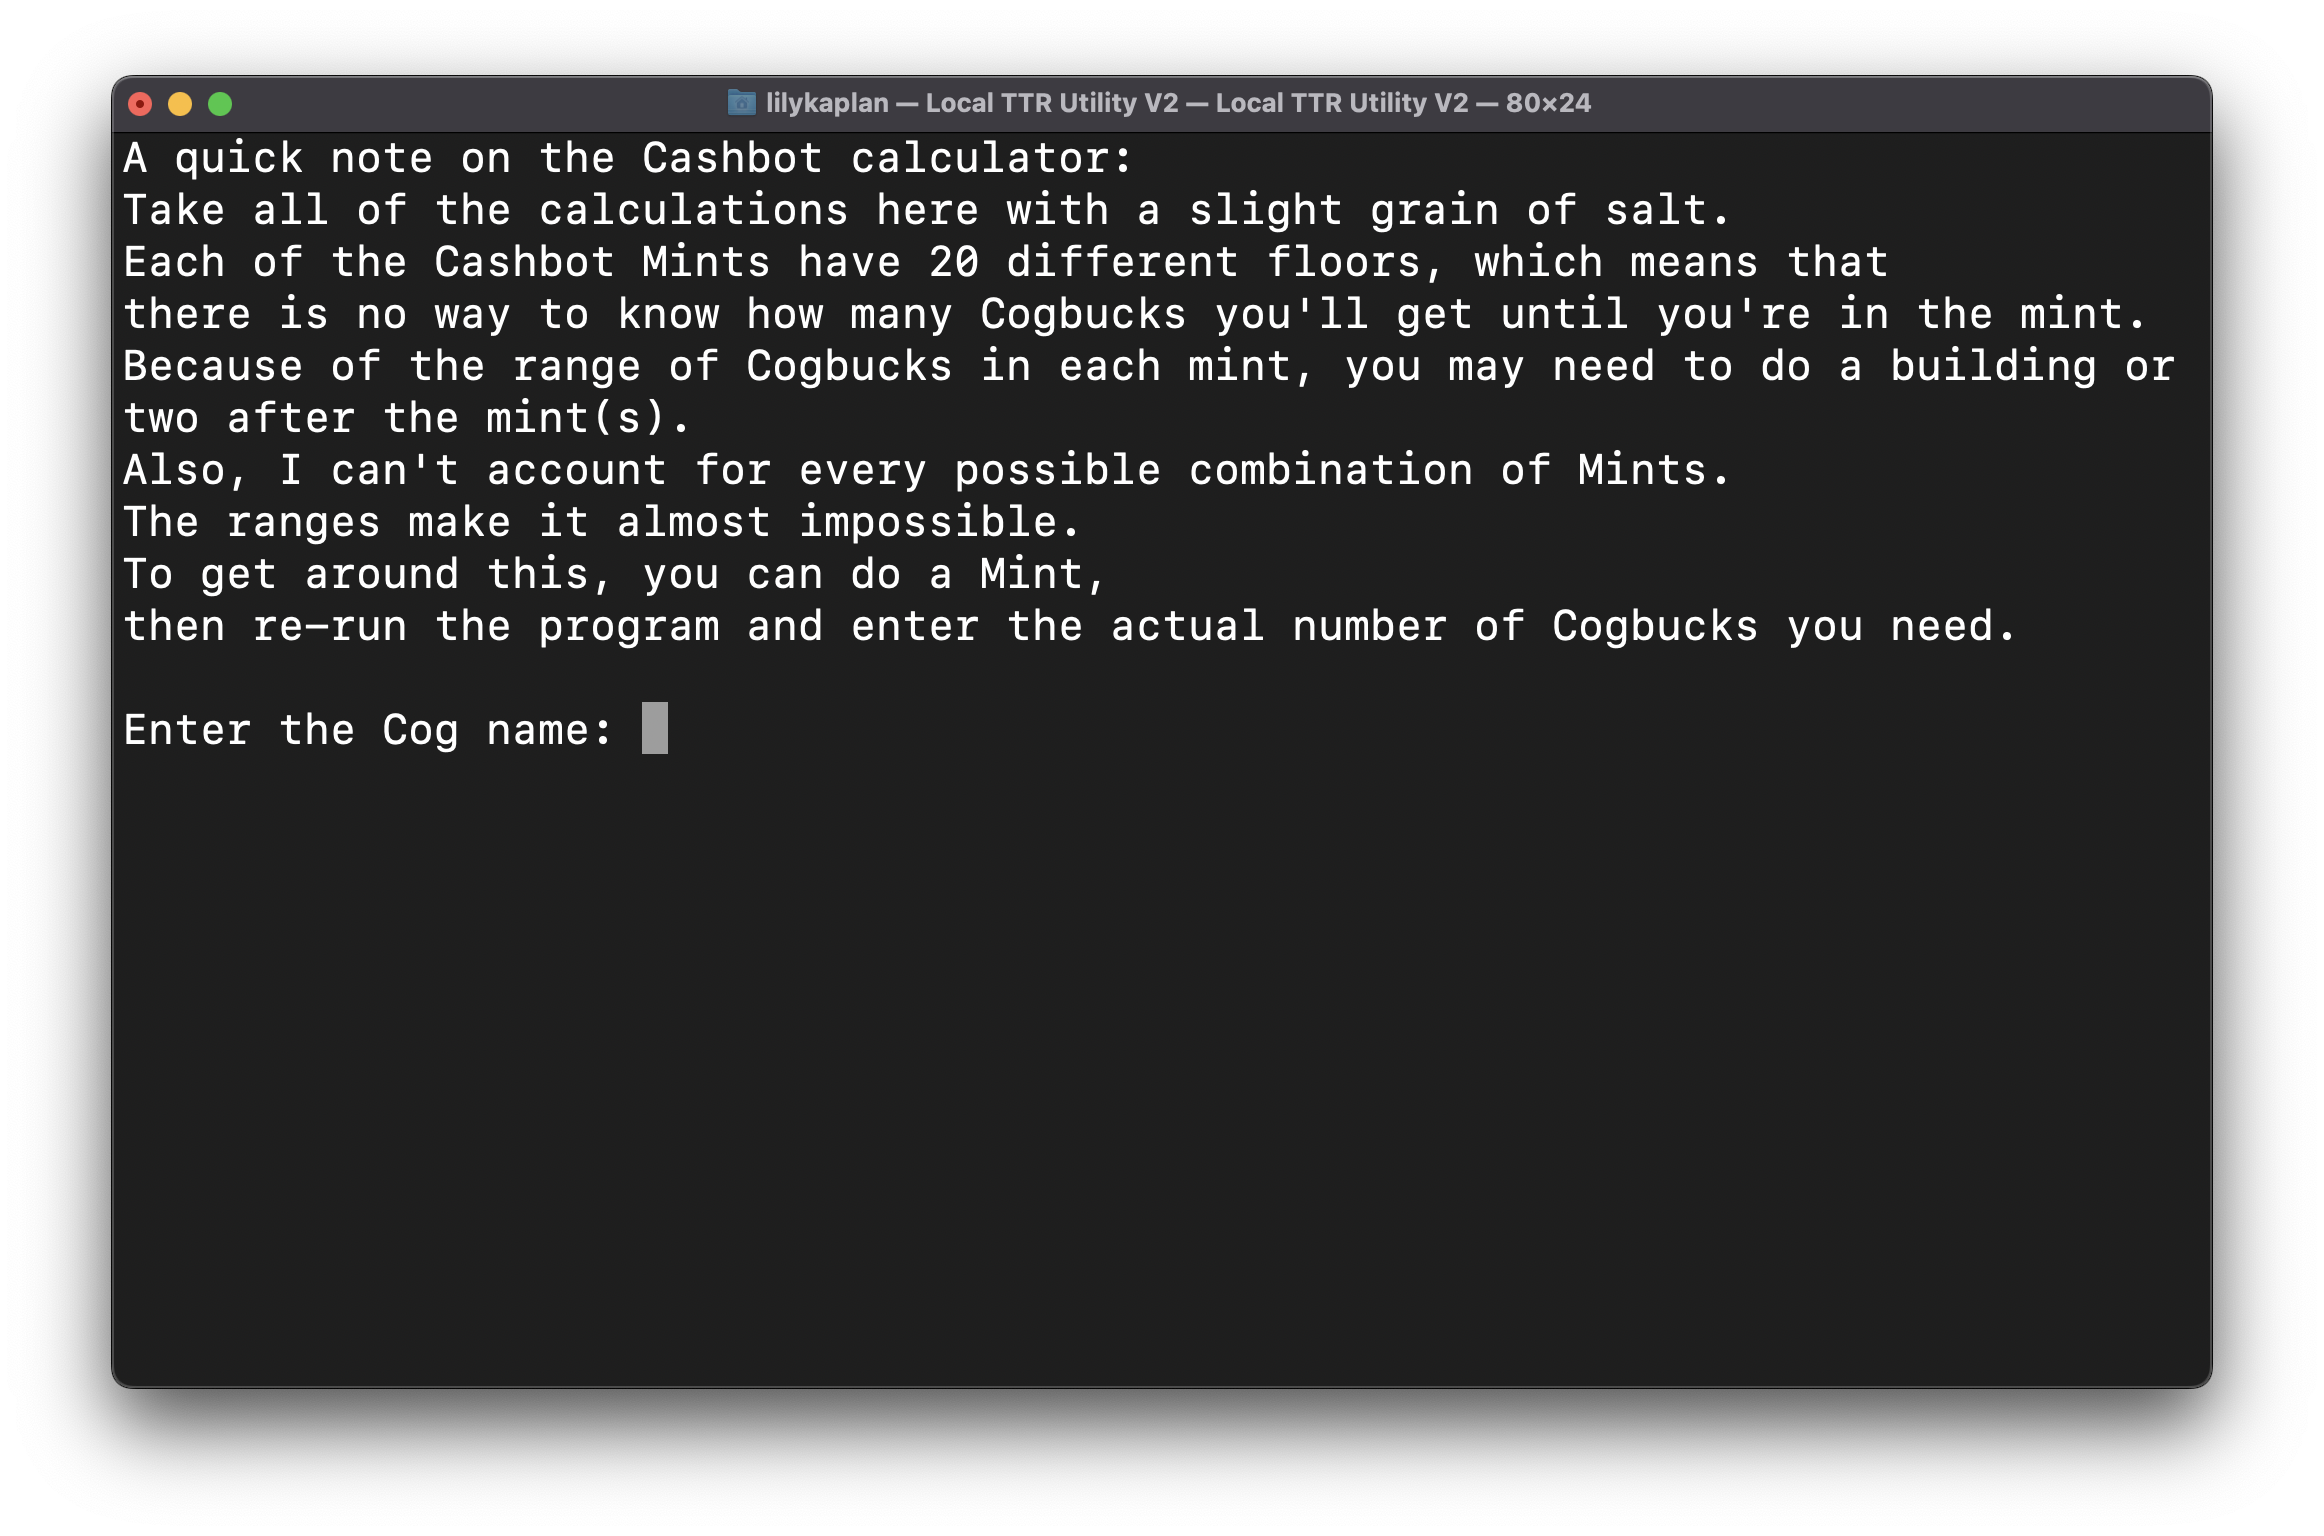 lilykaplan — Local TTR Utility V2 — Local TTR Utility V2 — 80×24
A quick note on the Cashbot calculator:
Take all of the calculations here with a slight grain of salt.
Each of the Cashbot Mints have 20 different floors, which means that
there is no way to know how many Cogbucks you'll get until you're in the mint.
Because of the range of Cogbucks in each mint, you may need to do a building or
two after the mint(s).
Also, I can't account for every possible combination of Mints.
The ranges make it almost impossible.
To get around this, you can do a Mint,
then re-run the program and enter the actual number of Cogbucks you need.
Enter the Cog name: